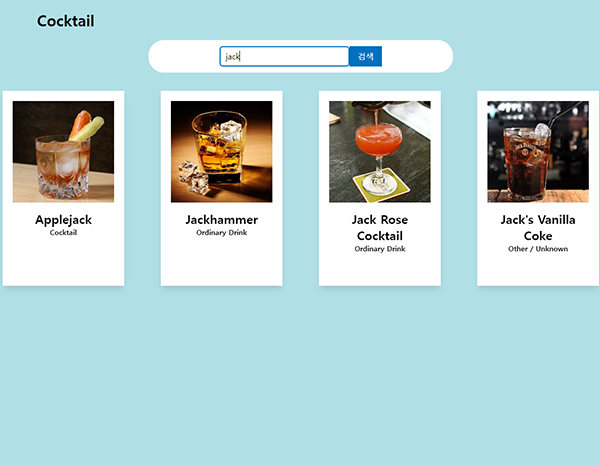 Cocktail
jack
검색
Applejack
Cocktail
Jackhammer
Ordinary Drink
Jack Rose
Cocktail
Ordinary Drink
Jack's Vanilla
Coke
Other / Unknown